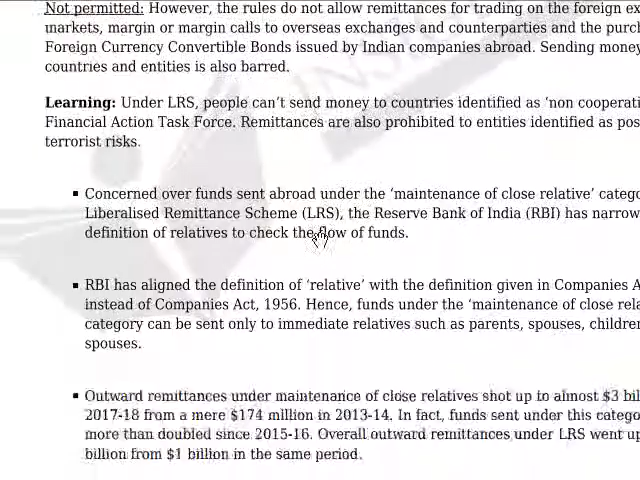 Not permitted: However, the rules do not allow remittances for trading on the foreign ex
markets, margin or margin calls to overseas exchanges and counterparties and the purch
Foreign Currency Convertible Bonds issued by Indian companies abroad. Sending money
countries and entities is also barred.
Learning: Under LRS, people can't send money to countries identified as 'non cooperati
Financial Action Task Force. Remittances are also prohibited to entities identified as pos
terrorist risks.
▪ Concerned over funds sent abroad under the 'maintenance of close relative' catego
Liberalised Remittance Scheme (LRS), the Reserve Bank of India (RBI) has narrow
definition of relatives to check the flow of funds.
▪ RBI has aligned the definition of 'relative' with the definition given in Companies A
instead of Companies Act, 1956. Hence, funds under the 'maintenance of close rela
category can be sent only to immediate relatives such as parents, spouses, children
spouses.
▪ Outward remittances under maintenance of close relatives shot up to almost $3 bil
2017-18 from a mere $174 million in 2013-14. In fact, funds sent under this catego
more than doubled since 2015-16. Overall outward remittances under LRS went up
billion from $1 billion in the same period.